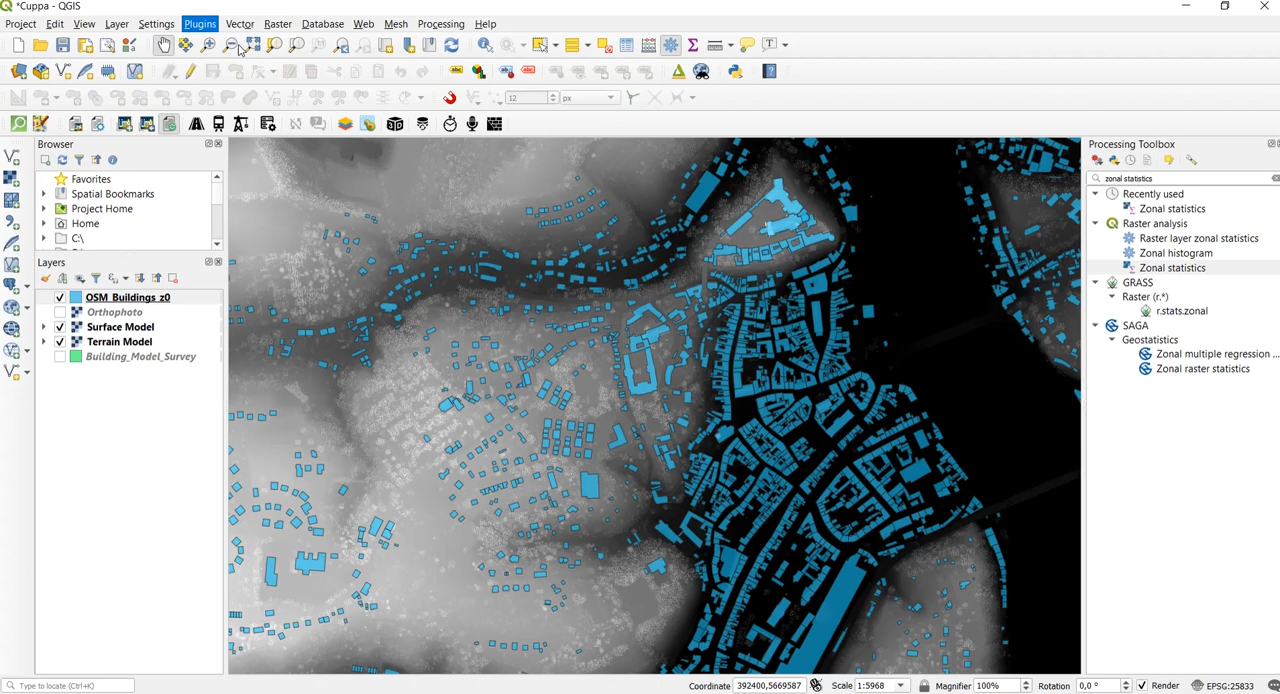 *Cuppa - QGIS
Project Edit View Layer Settings Plugins Vector Raster Database Web Mesh Processing Help
abc abc abc
12 px
Browser
Favorites
Spatial Bookmarks
Project Home
Home
C:\
Layers
OSM_Buildings_z0
Orthophoto
Surface Model
Terrain Model
Building_Model_Survey
Processing Toolbox
zonal statistics
Recently used
Zonal statistics
Raster analysis
Raster layer zonal statistics
Zonal histogram
Zonal statistics
GRASS
Raster (r.*)
r.stats.zonal
SAGA
Geostatistics
Zonal multiple regression ...
Zonal raster statistics
Type to locate (Ctrl+K) Coordinate 392400,5669587 Scale 1:5968 Magnifier 100% Rotation 0,0 ° Render EPSG:25833